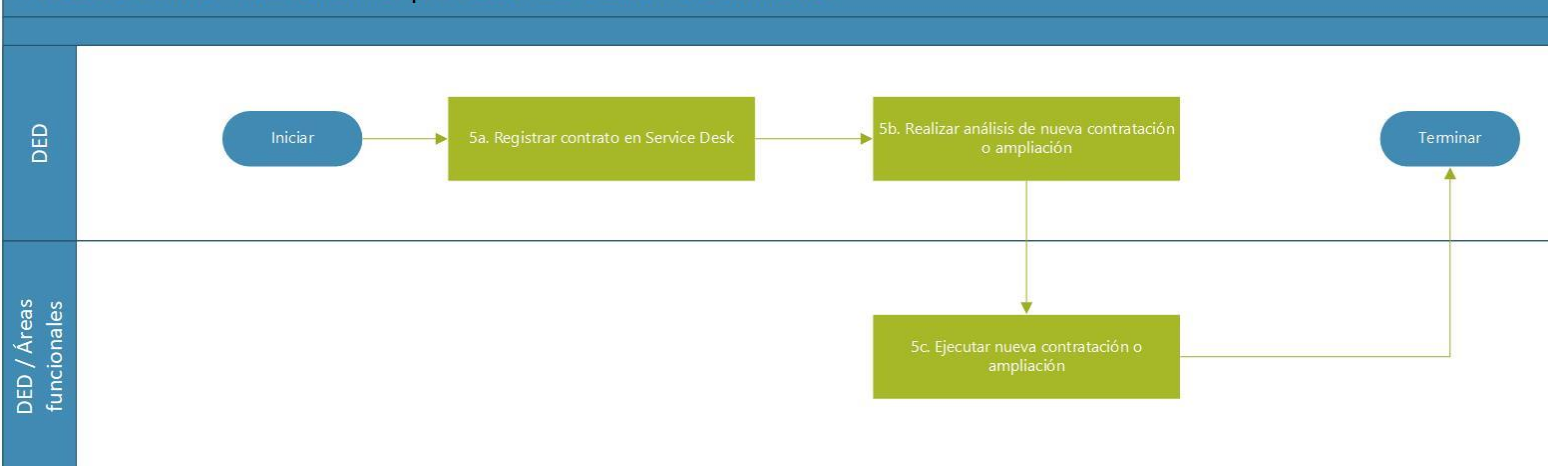 DED
Iniciar
5a. Registrar contrato en Service Desk
5b. Realizar análisis de nueva contratación
o ampliación
Terminar
DED / Áreas
funcionales
5c. Ejecutar nueva contratación o
ampliación